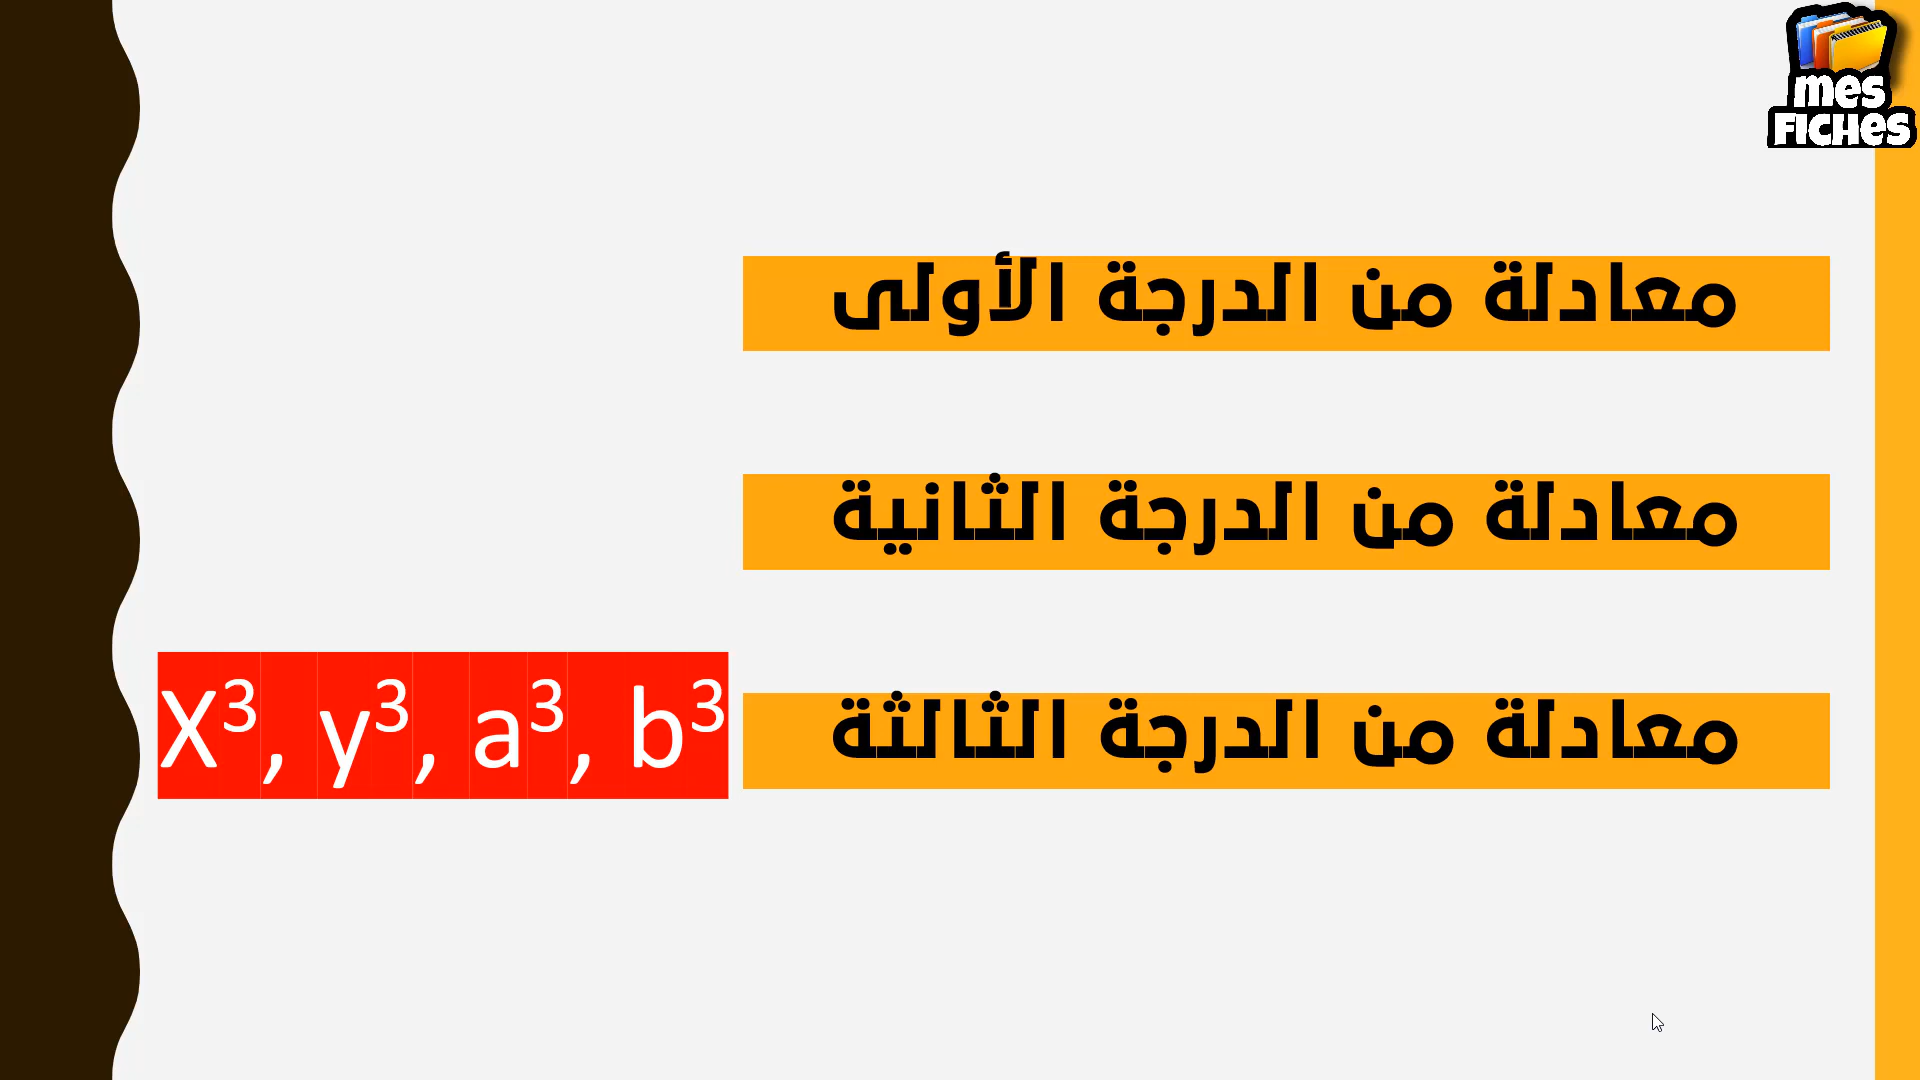 mes
FICHES
معادلة من الدرجة الأولى
معادلة من الدرجة الثانية
معادلة من الدرجة الثالثة
X³, y³, a³, b³